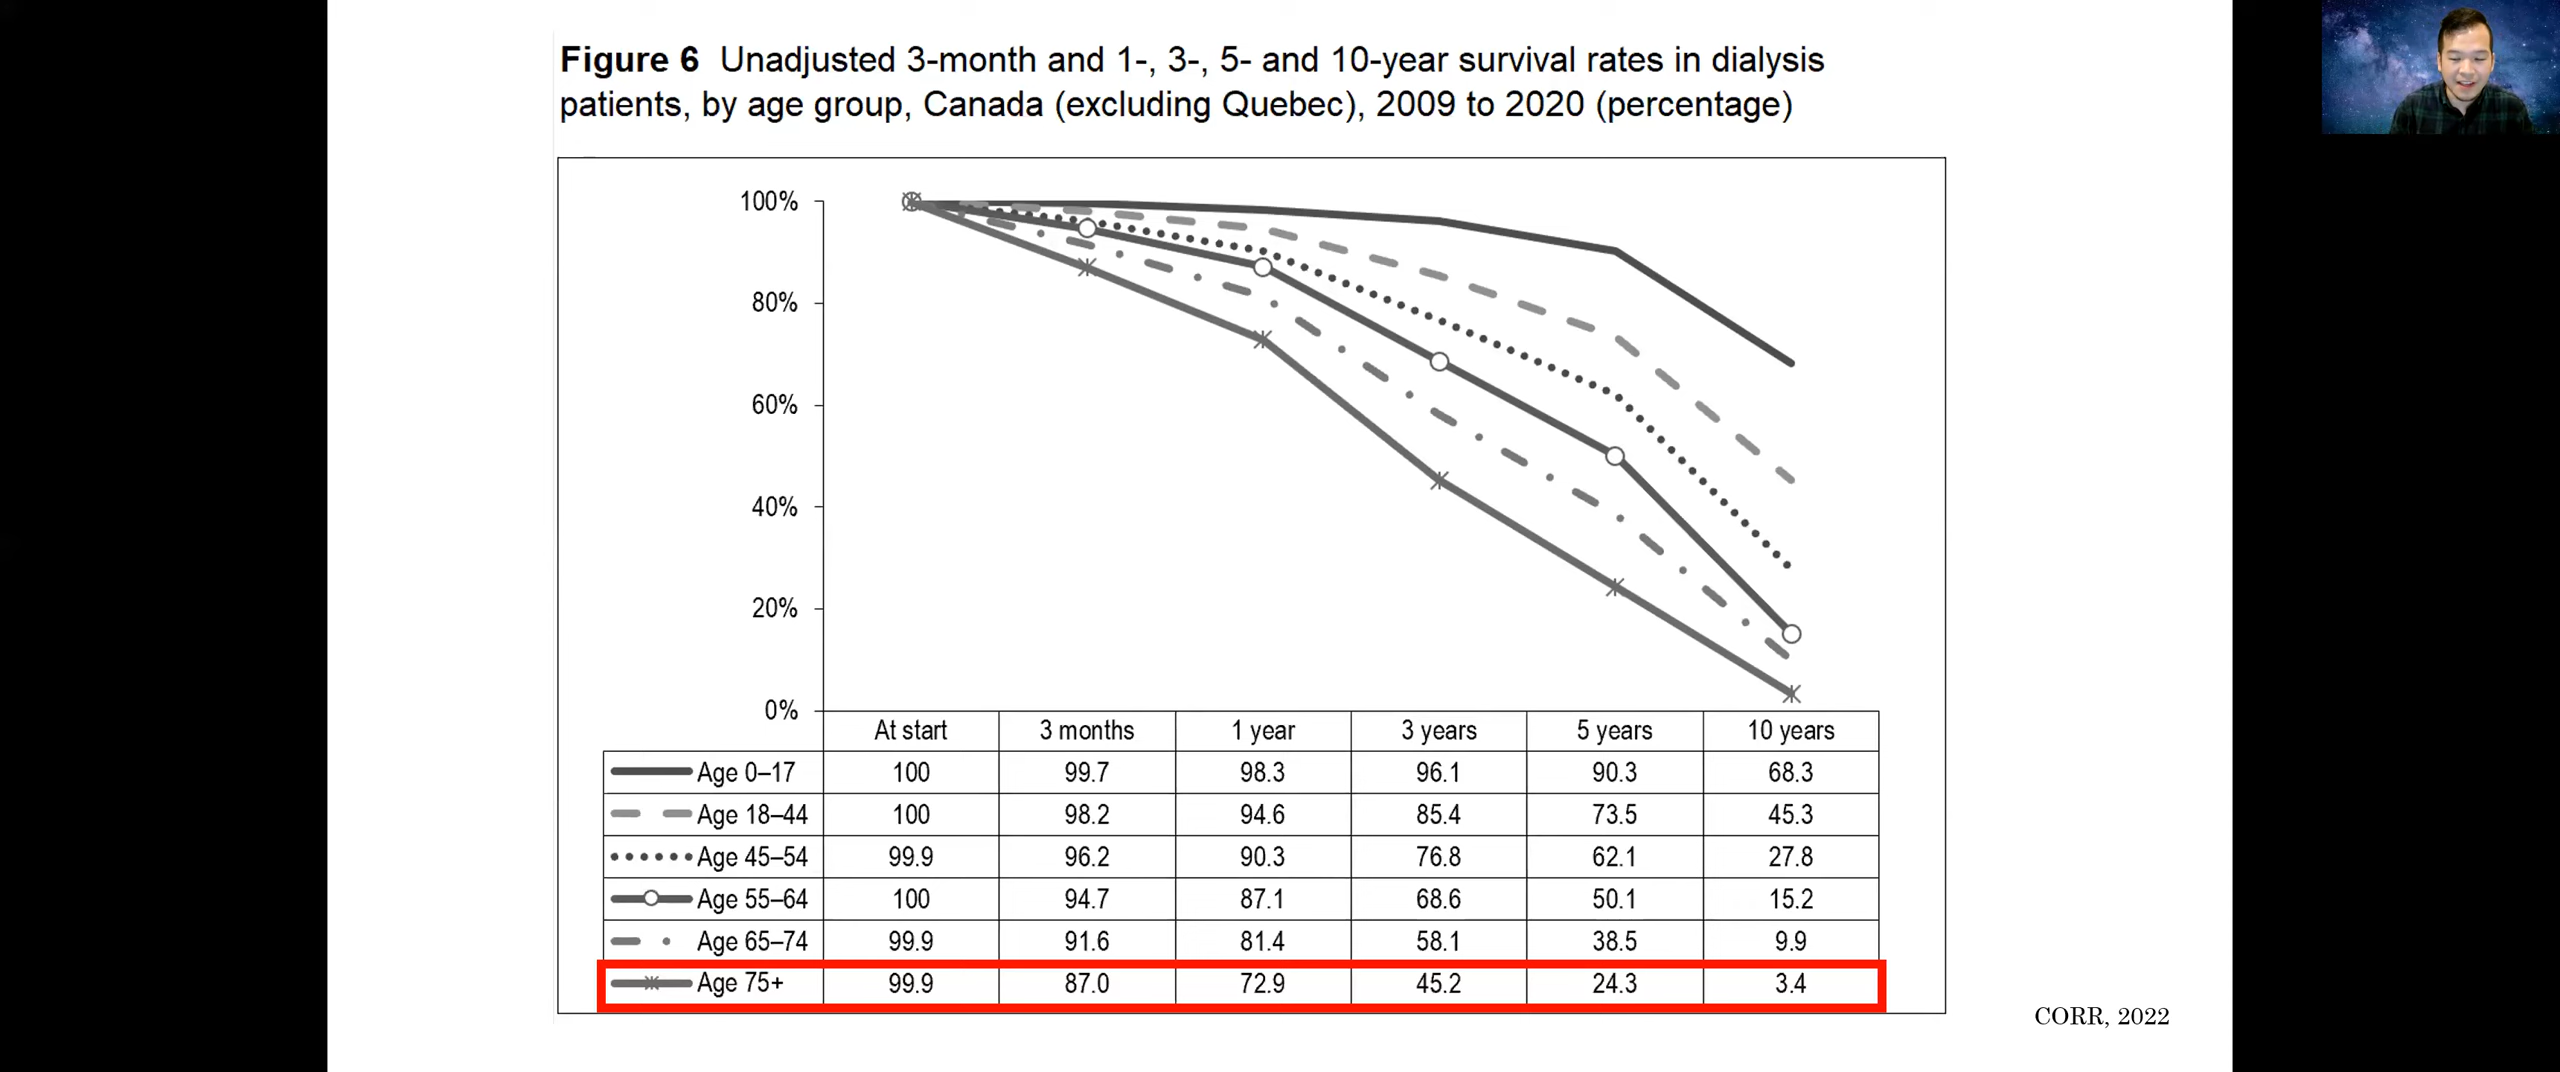 Figure 6 Unadjusted 3-month and 1-, 3-, 5- and 10-year survival rates in dialysis
patients, by age group, Canada (excluding Quebec), 2009 to 2020 (percentage)
100%
80%
60%
40%
20%
0%
At start 3 months 1 year 3 years 5 years 10 years
Age 0–17 100 99.7 98.3 96.1 90.3 68.3
Age 18–44 100 98.2 94.6 85.4 73.5 45.3
Age 45–54 99.9 96.2 90.3 76.8 62.1 27.8
Age 55–64 100 94.7 87.1 68.6 50.1 15.2
Age 65–74 99.9 91.6 81.4 58.1 38.5 9.9
Age 75+ 99.9 87.0 72.9 45.2 24.3 3.4
CORR, 2022